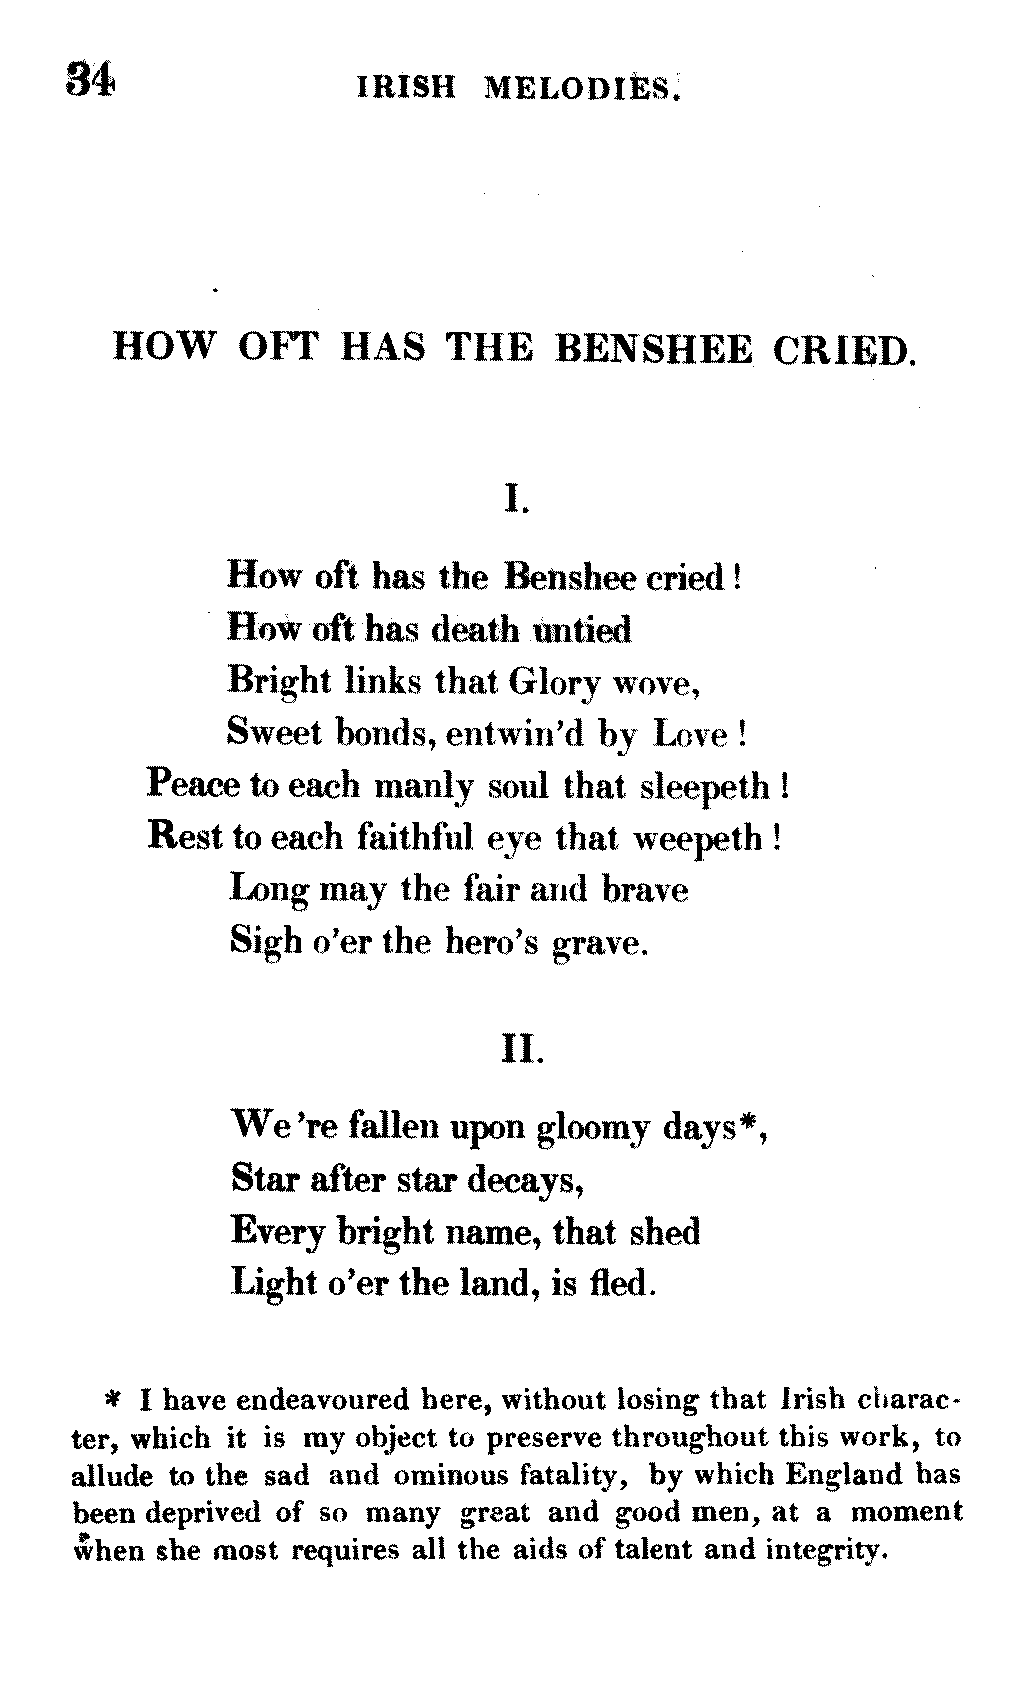 34 IRISH MELODIES.
HOW OFT HAS THE BENSHEE CRIED.
I.
How oft has the Benshee cried !
How oft has death untied
Bright links that Glory wove,
Sweet bonds, entwin'd by Love !
Peace to each manly soul that sleepeth !
Rest to each faithful eye that weepeth !
Long may the fair and brave
Sigh o'er the hero's grave.
II.
We 're fallen upon gloomy days*,
Star after star decays,
Every bright name, that shed
Light o'er the land, is fled.
* I have endeavoured here, without losing that Irish charac-
ter, which it is my object to preserve throughout this work, to
allude to the sad and ominous fatality, by which England has
been deprived of so many great and good men, at a moment
when she most requires all the aids of talent and integrity.